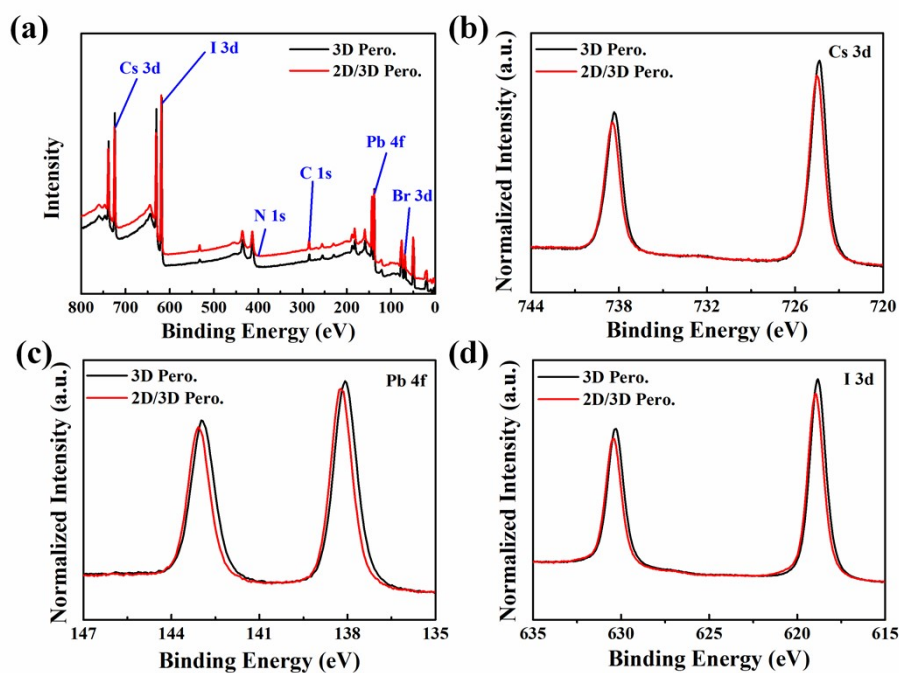 (a)
3D Pero.
2D/3D Pero.
I 3d
Cs 3d
Pb 4f
C 1s
Br 3d
N 1s
Intensity
800 700 600 500 400 300 200 100 0
Binding Energy (eV)
(b)
3D Pero.
2D/3D Pero.
Cs 3d
Normalized Intensity (a.u.)
744 738 732 726 720
Binding Energy (eV)
(c)
3D Pero.
2D/3D Pero.
Pb 4f
Normalized Intensity (a.u.)
147 144 141 138 135
Binding Energy (eV)
(d)
3D Pero.
2D/3D Pero.
I 3d
Normalized Intensity (a.u.)
635 630 625 620 615
Binding Energy (eV)